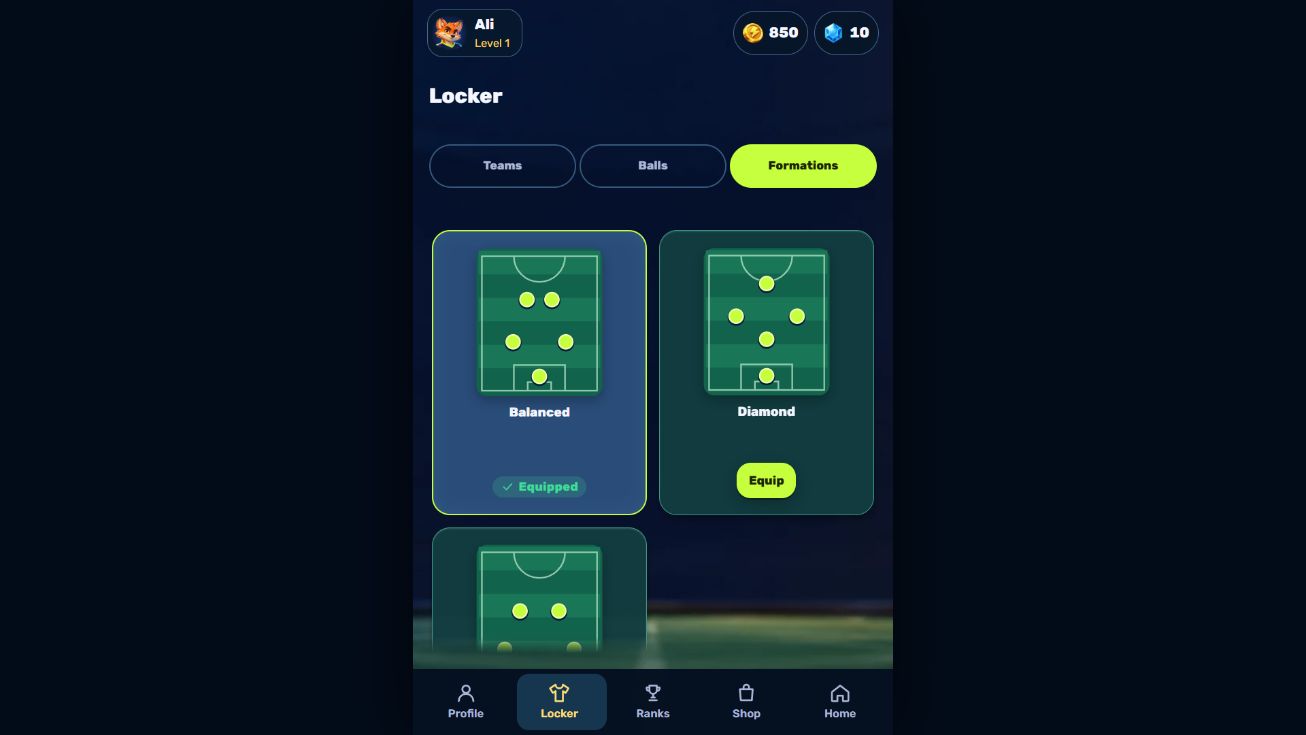 Ali
Level 1
850
10
Locker
Teams
Balls
Formations
Balanced
Diamond
Equipped
Equip
Profile
Locker
Ranks
Shop
Home